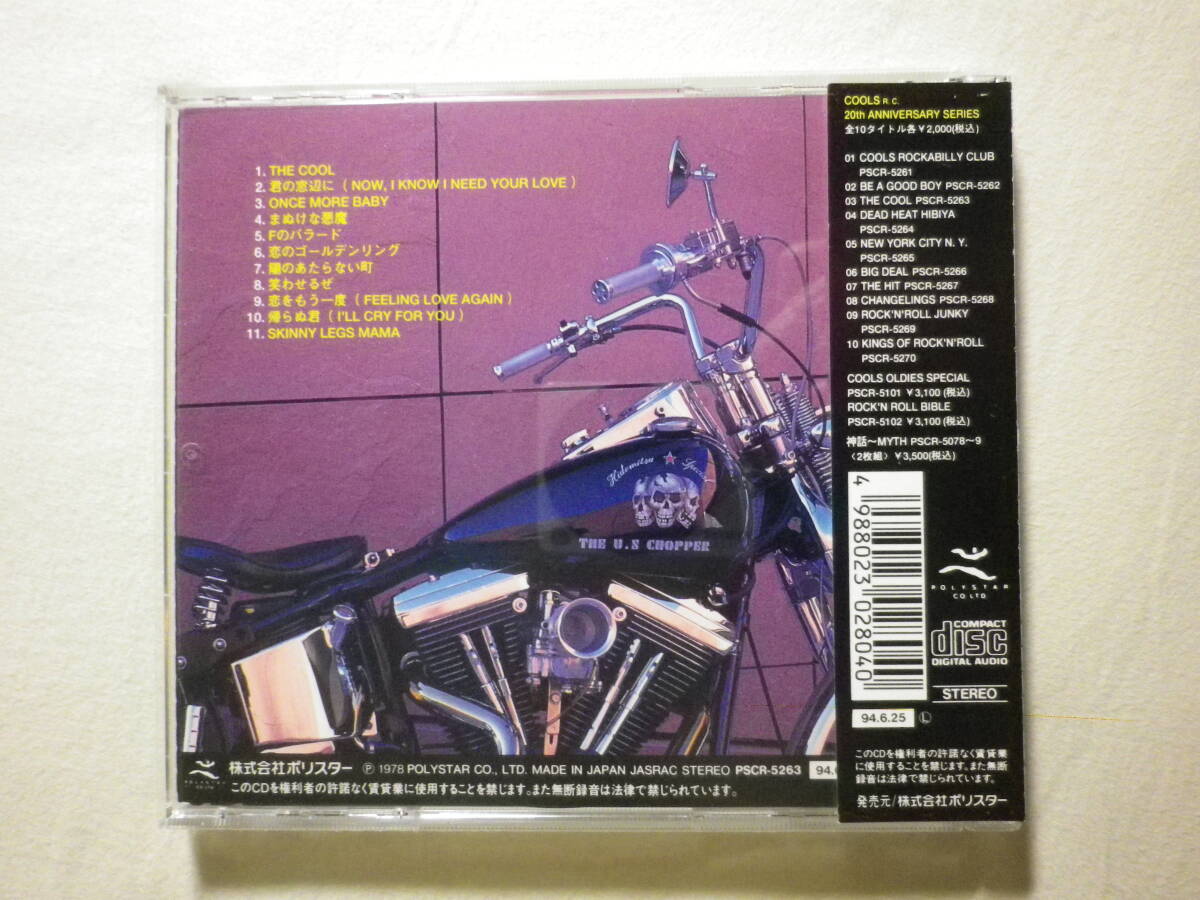 1. THE COOL
2. 君の窓辺に ( NOW, I KNOW I NEED YOUR LOVE )
3. ONCE MORE BABY
4. まぬけな悪魔
5. Fのバラード
6. 恋のゴールデンリング
7. 陽のあたらない町
8. 笑わせるぜ
9. 恋をもう一度 ( FEELING LOVE AGAIN )
10. 帰らぬ君 ( I'LL CRY FOR YOU )
11. SKINNY LEGS MAMA
Hidemitsu ★ Special
THE U.S CHOPPER
株式会社ポリスター Ⓟ 1978 POLYSTAR CO., LTD. MADE IN JAPAN JASRAC STEREO PSCR-5263 94.
このCDを権利者の許諾なく賃貸業に使用することを禁じます。また無断録音は法律で禁じられています。
COOLS R. C.
20th ANNIVERSARY SERIES
全10タイトル各￥2,000(税込)
01 COOLS ROCKABILLY CLUB
PSCR-5261
02 BE A GOOD BOY PSCR-5262
03 THE COOL PSCR-5263
04 DEAD HEAT HIBIYA
PSCR-5264
05 NEW YORK CITY N. Y.
PSCR-5265
06 BIG DEAL PSCR-5266
07 THE HIT PSCR-5267
08 CHANGELINGS PSCR-5268
09 ROCK'N'ROLL JUNKY
PSCR-5269
10 KINGS OF ROCK'N'ROLL
PSCR-5270
COOLS OLDIES SPECIAL
PSCR-5101 ￥3,100 (税込)
ROCK'N ROLL BIBLE
PSCR-5102 ￥3,100 (税込)
神話～MYTH PSCR-5078～9
〈2枚組〉 ￥3,500(税込)
4 988023 028040
POLYSTAR
CO.LTD.
COMPACT
disc
DIGITAL AUDIO
STEREO
94.6.25 Ⓛ
このCDを権利者の許諾なく賃貸業
に使用することを禁じます。また無断
録音は法律で禁じられています。
発売元/株式会社ポリスター